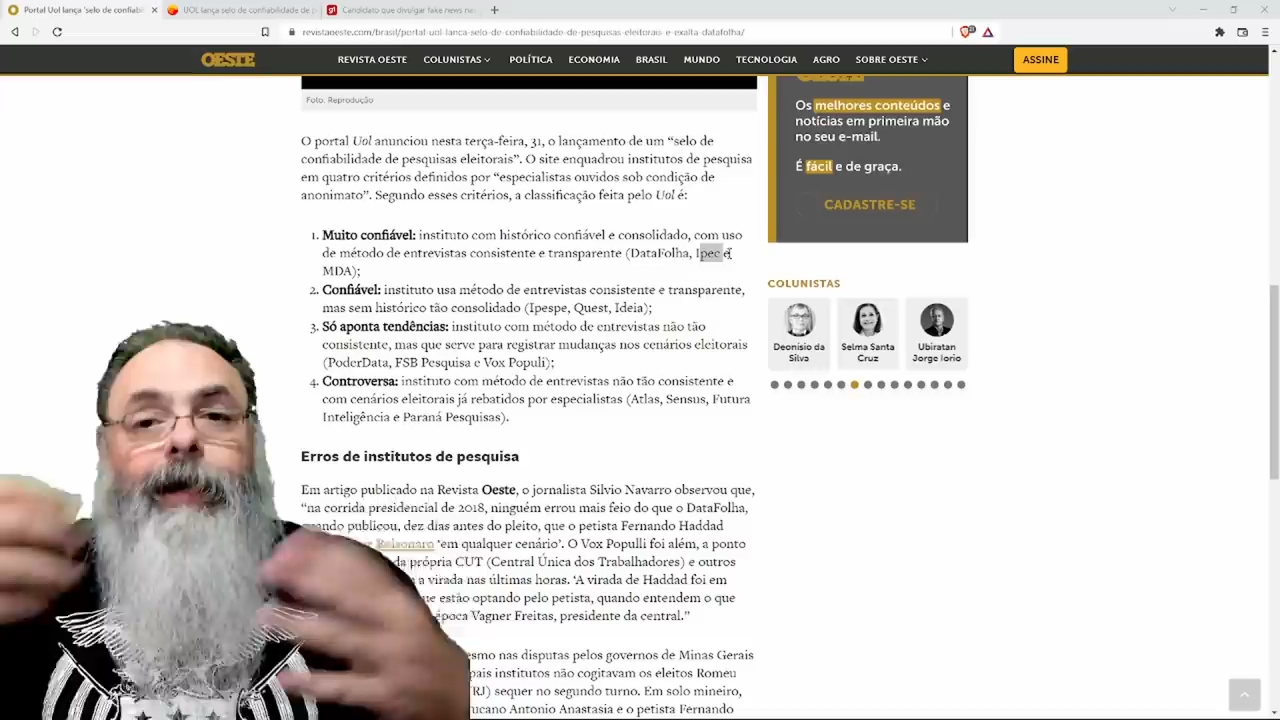 Portal Uol lança 'selo de confiabil
UOL lança selo de confiabilidade de p
Candidato que divulgar fake news na
revistaoeste.com/brasil/portal-uol-lanca-selo-de-confiabilidade-de-pesquisas-eleitorais-e-exalta-datafolha/
OESTE
REVISTA OESTE
COLUNISTAS
POLÍTICA
ECONOMIA
BRASIL
MUNDO
TECNOLOGIA
AGRO
SOBRE OESTE
ASSINE
Foto. Reprodução
O portal Uol anunciou nesta terça-feira, 31, o lançamento de um “selo de
confiabilidade de pesquisas eleitorais”. O site enquadrou institutos de pesquisa
em quatro critérios definidos por “especialistas ouvidos sob condição de
anonimato”. Segundo esses critérios, a classificação feita pelo Uol é:
1. Muito confiável: instituto com histórico confiável e consolidado, com uso
de método de entrevistas consistente e transparente (DataFolha, Ipec e
MDA);
2. Confiável: instituto usa método de entrevistas consistente e transparente,
mas sem histórico tão consolidado (Ipespe, Quest, Ideia);
3. Só aponta tendências: instituto com método de entrevistas não tão
consistente, mas que serve para registrar mudanças nos cenários eleitorais
(PoderData, FSB Pesquisa e Vox Populi);
4. Controversa: instituto com método de entrevistas não tão consistente e
com cenários eleitorais já rebatidos por especialistas (Atlas, Sensus, Futura
Inteligência e Paraná Pesquisas).
Erros de institutos de pesquisa
Em artigo publicado na Revista Oeste, o jornalista Silvio Navarro observou que,
“na corrida presidencial de 2018, ninguém errou mais feio do que o DataFolha,
quando publicou, dez dias antes do pleito, que o petista Fernando Haddad
Bolsonaro ‘em qualquer cenário’. O Vox Populli foi além, a ponto
da própria CUT (Central Única dos Trabalhadores) e outros
a virada nas últimas horas. ‘A virada de Haddad foi em
que estão optando pelo petista, quando entendem o que
época Vagner Freitas, presidente da central.”
esmo nas disputas pelos governos de Minas Gerais
pais institutos não cogitavam os eleitos Romeu
(RJ) sequer no segundo turno. Em solo mineiro,
ucano Antonio Anastasia e o petista Fernando
Os melhores conteúdos e
notícias em primeira mão
no seu e-mail.
É fácil e de graça.
CADASTRE-SE
COLUNISTAS
Deonísio da
Silva
Selma Santa
Cruz
Ubiratan
Jorge Iorio